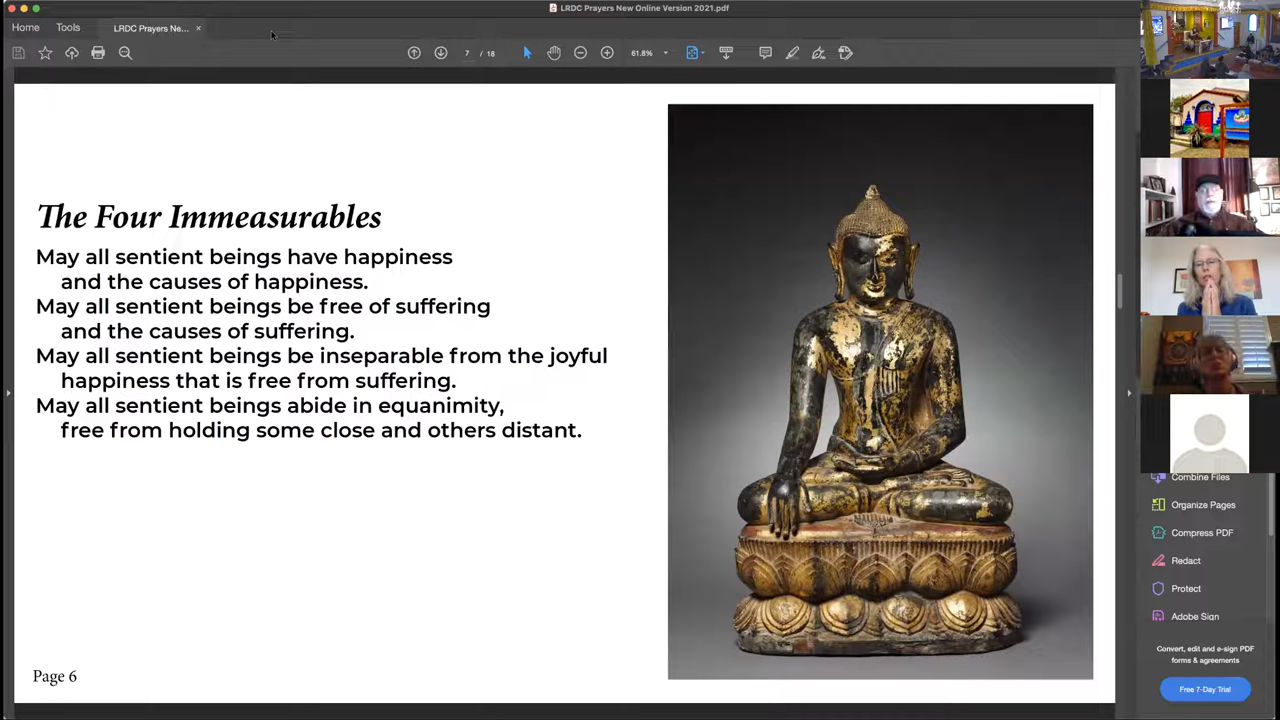 LRDC Prayers New Online Version 2021.pdf
Home
Tools
LRDC Prayers Ne...
7 / 18
61.8%
The Four Immeasurables
May all sentient beings have happiness
and the causes of happiness.
May all sentient beings be free of suffering
and the causes of suffering.
May all sentient beings be inseparable from the joyful
happiness that is free from suffering.
May all sentient beings abide in equanimity,
free from holding some close and others distant.
Page 6
Combine Files
Organize Pages
Compress PDF
Redact
Protect
Adobe Sign
Convert, edit and e-sign PDF
forms & agreements
Free 7-Day Trial